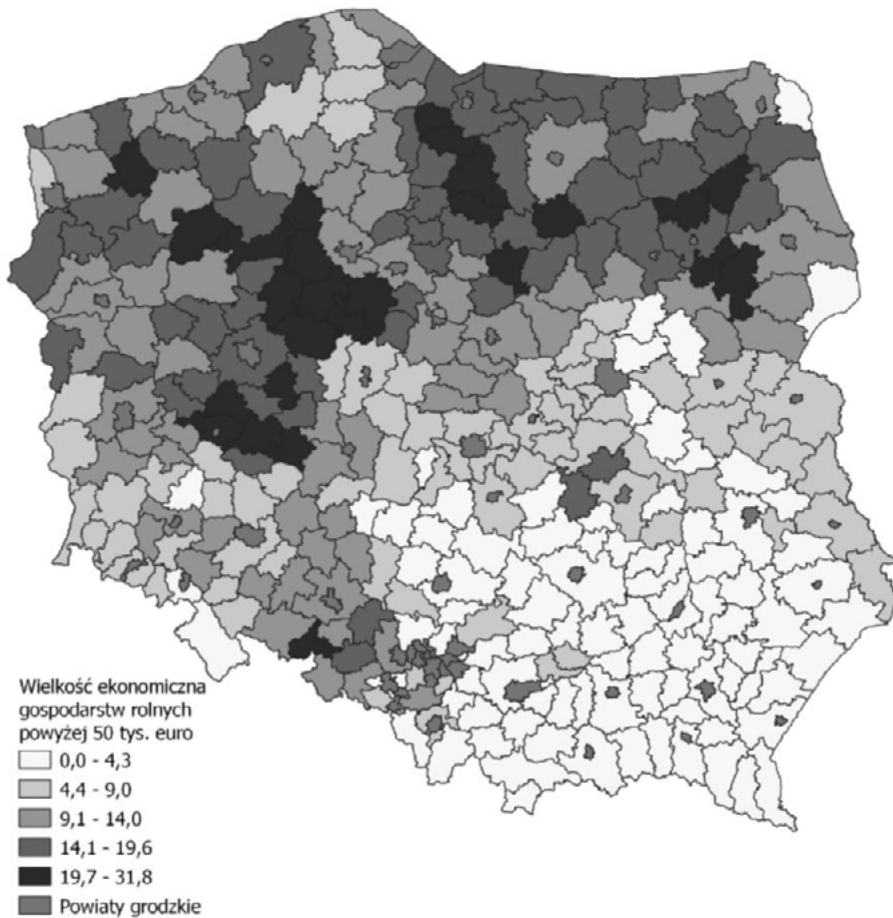 Wielkość ekonomiczna
gospodarstw rolnych
powyżej 50 tys. euro
0,0 - 4,3
4,4 - 9,0
9,1 - 14,0
14,1 - 19,6
19,7 - 31,8
Powiaty grodzkie